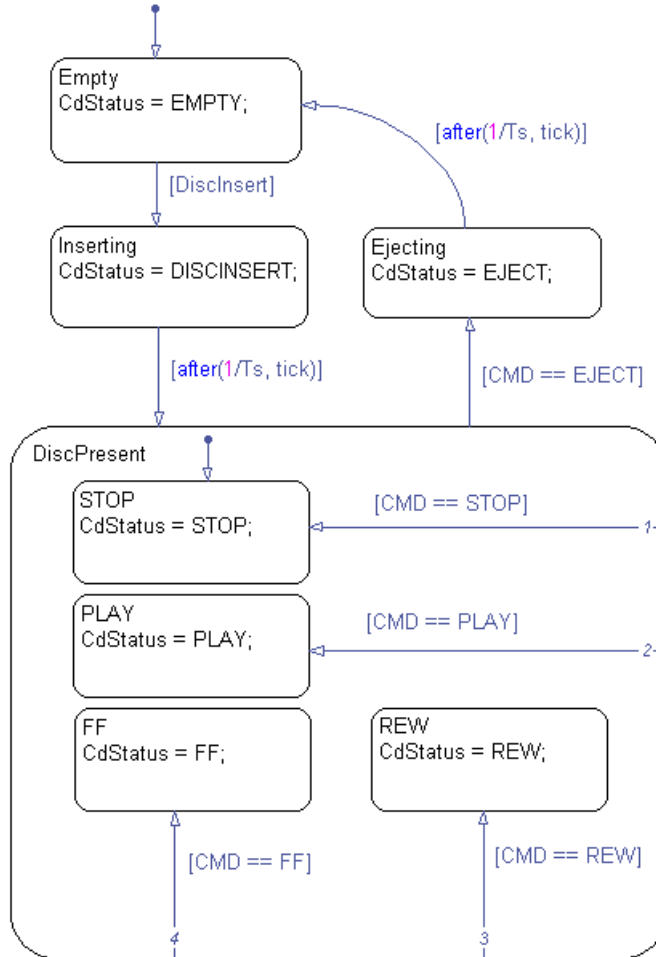 Empty
CdStatus = EMPTY;
[after(1/Ts, tick)]
[DiscInsert]
Inserting
CdStatus = DISCINSERT;
Ejecting
CdStatus = EJECT;
[after(1/Ts, tick)]
[CMD == EJECT]
DiscPresent
STOP
CdStatus = STOP;
[CMD == STOP]
1
PLAY
CdStatus = PLAY;
[CMD == PLAY]
2
FF
CdStatus = FF;
REW
CdStatus = REW;
[CMD == FF]
[CMD == REW]
4
3